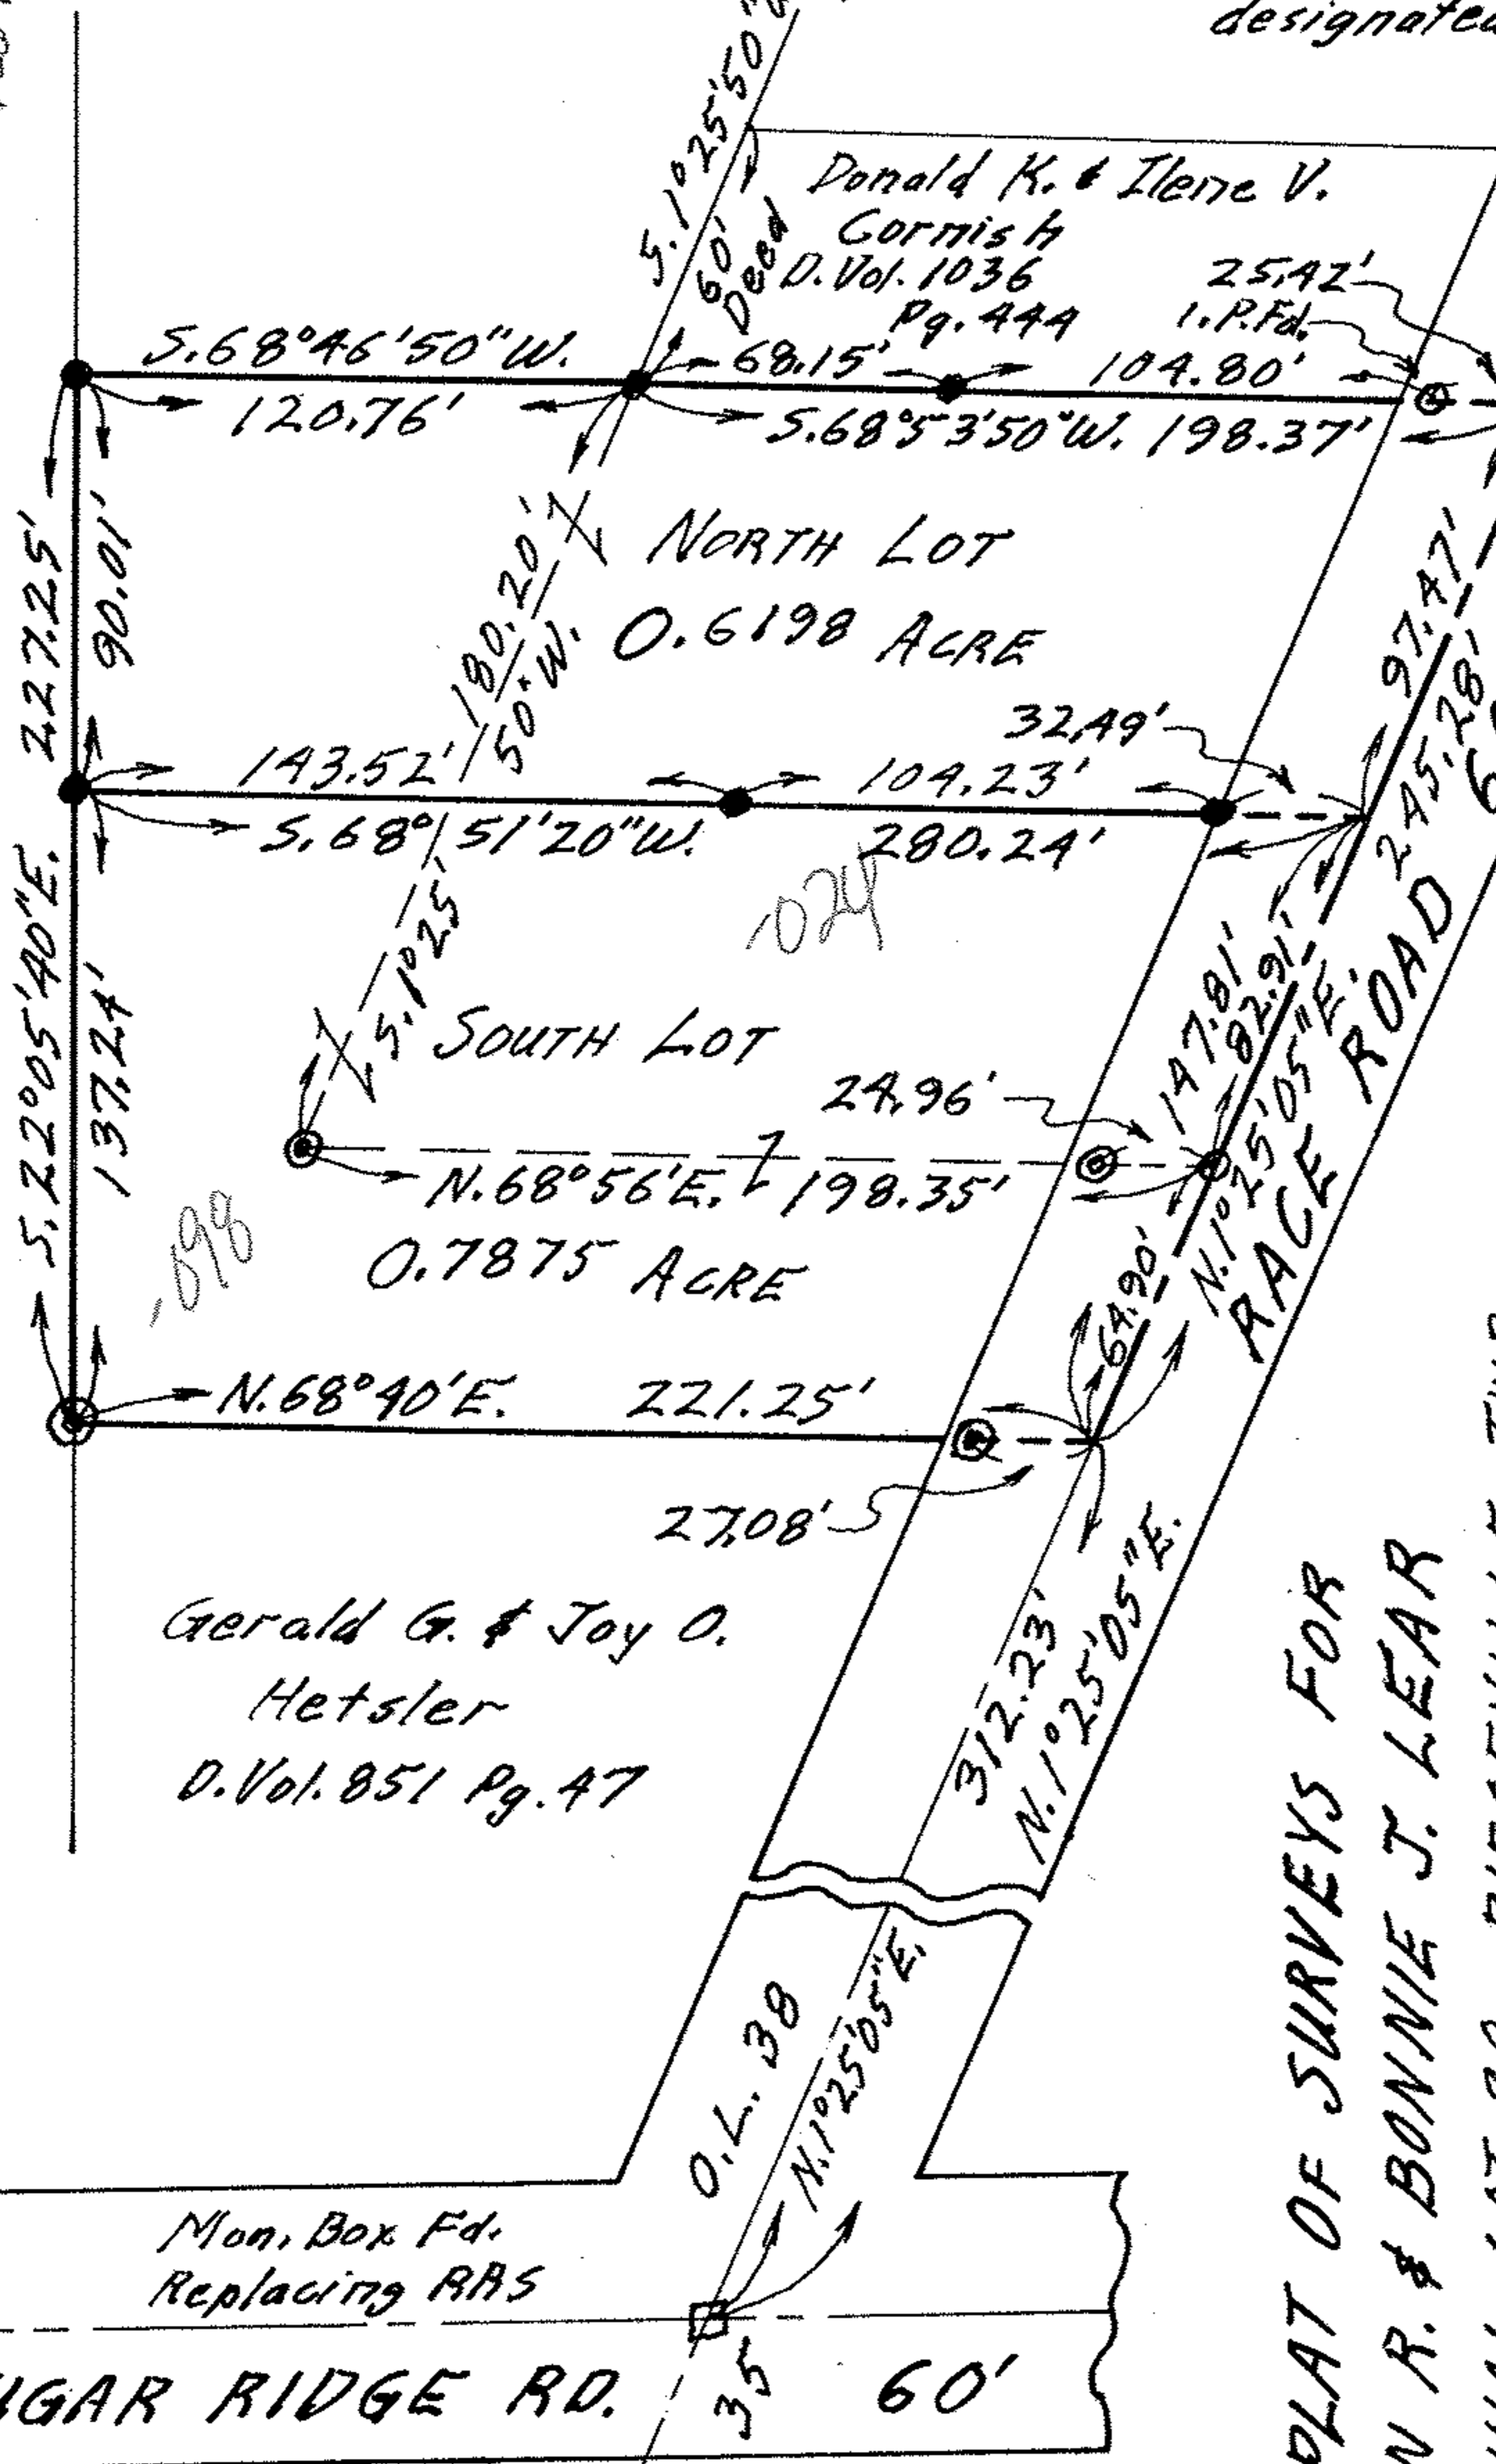 designated
S.1°25'50"
Donald K. & Ilene V.
Cornish
D.Vol. 1036
Pg. 444
60'
Deed
25.42'
I.P.Fd.
S.68°46'50"W.
120.76'
68.15'
104.80'
S.68°53'50"W. 198.37'
227.25'
90.01'
180.20'
50"W.
NORTH LOT
0.6198 ACRE
97.47'
245.28'
32.49'
143.52'
104.23'
S.68°51'20"W.
280.24'
.024
S.1°25'
S.22°05'40"E.
137.24'
SOUTH LOT
24.96'
147.81'
82.91'
N.1°25'05"E.
RACE ROAD
N.68°56'E. 198.35'
.098
0.7875 ACRE
64.90'
N.68°40'E. 221.25'
27.08'
Gerald G. & Joy O.
Hetsler
D.Vol. 851 Pg. 47
312.23'
N.1°25'05"E.
O.L. 38
N.1°25'05"E.
Mon. Box Fd.
Replacing RRS
UGAR RIDGE RD.
35
60'
PLAT OF SURVEYS FOR
N R. & BONNIE J. LEAR